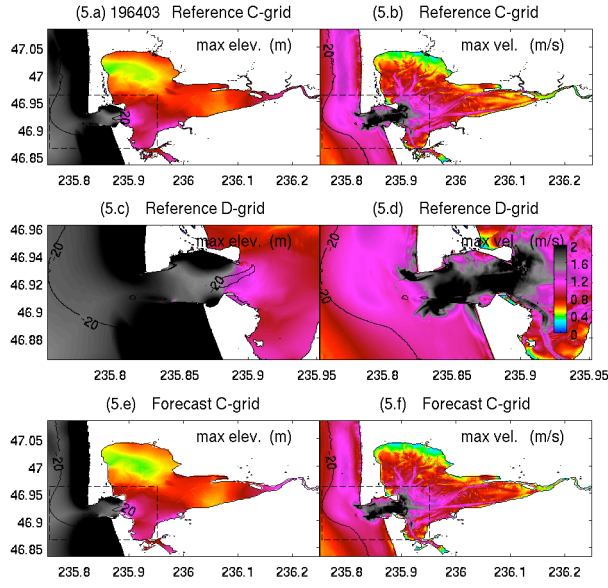 (5.a) 196403 Reference C-grid
(5.b) Reference C-grid
47.05
47
46.95
46.9
46.85
max elev. (m)
20
max vel. (m/s)
20
235.8 235.9 236 236.1 236.2
235.8 235.9 236 236.1 236.2
(5.c) Reference D-grid
(5.d) Reference D-grid
46.96
46.94
46.92
46.9
46.88
max elev. (m)
20
-20
-20
max vel. (m/s)
20
2
1.6
1.2
0.8
0.4
0
235.8 235.85 235.9 235.95
235.8 235.85 235.9 235.95
(5.e) Forecast C-grid
(5.f) Forecast C-grid
47.05
47
46.95
46.9
46.85
max elev. (m)
20
max vel. (m/s)
20
235.8 235.9 236 236.1 236.2
235.8 235.9 236 236.1 236.2